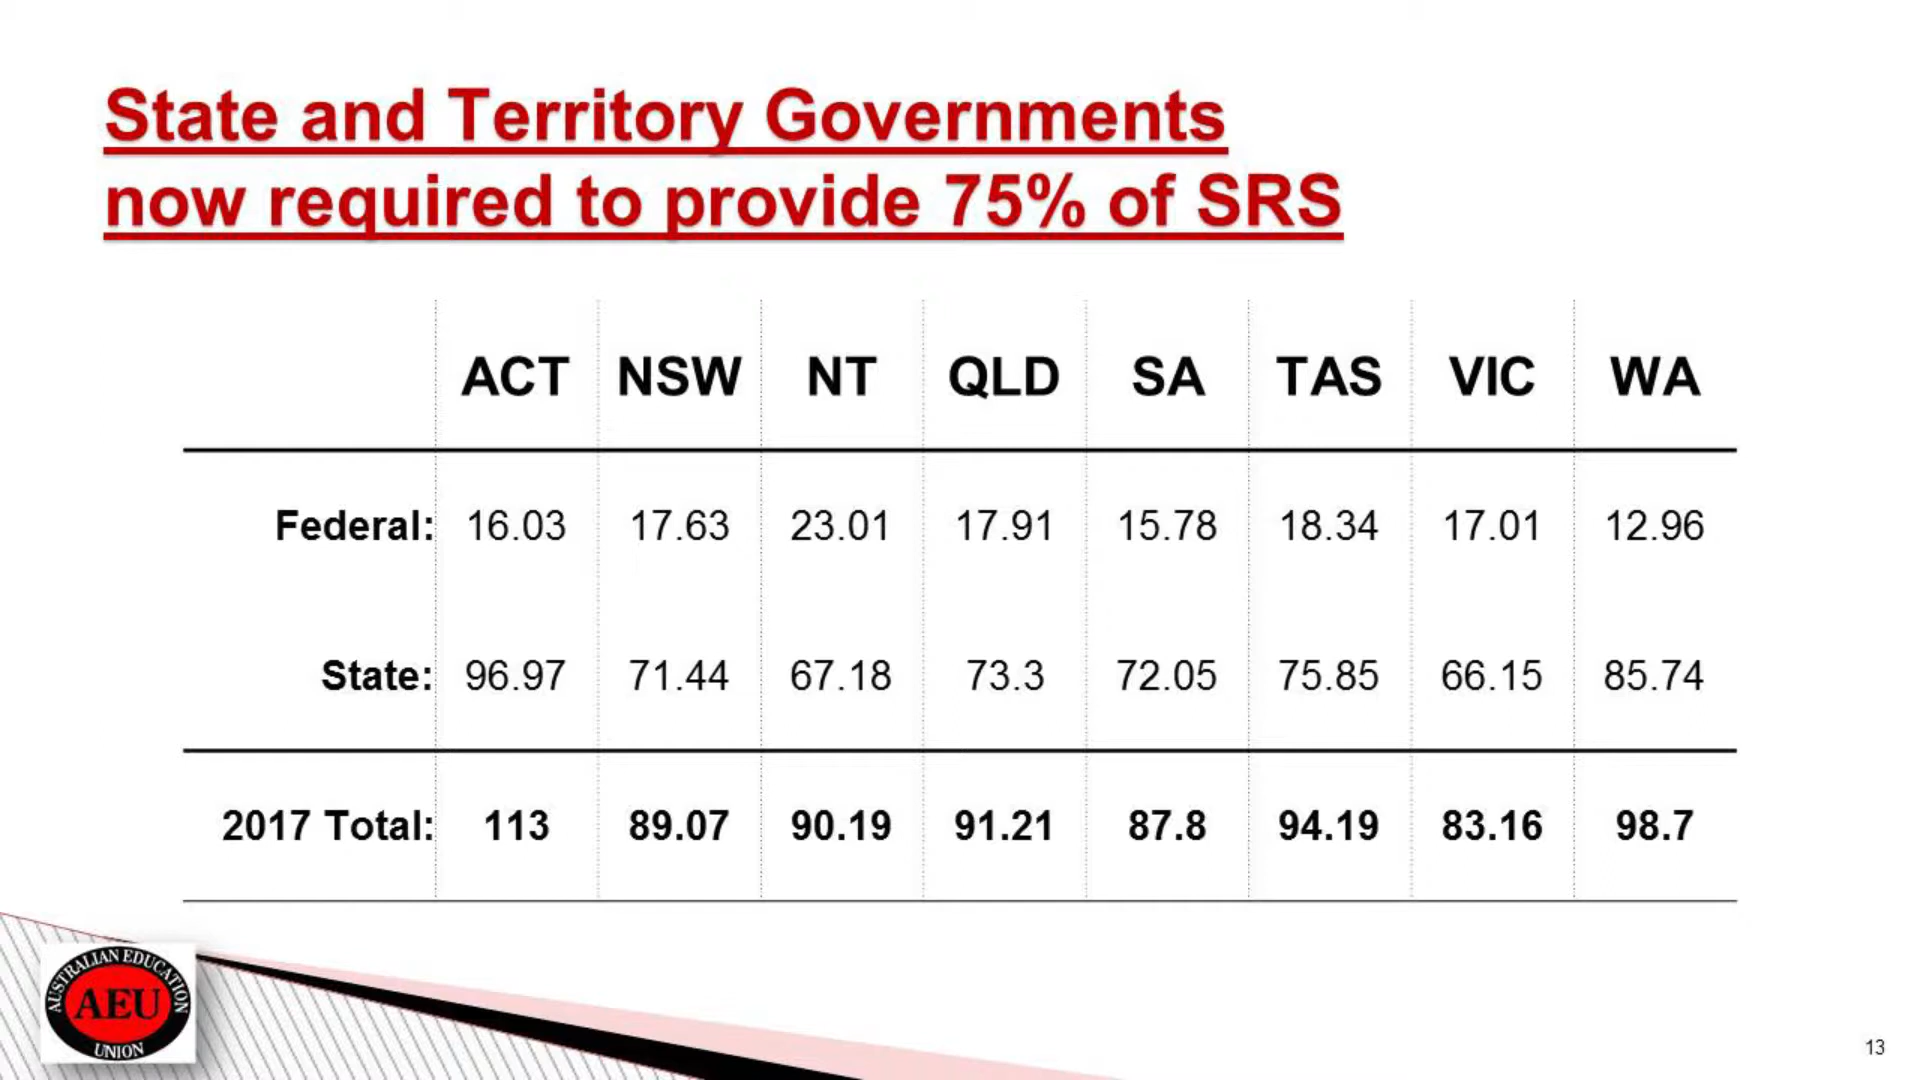 State and Territory Governments
now required to provide 75% of SRS
ACT NSW NT QLD SA TAS VIC WA
Federal: 16.03 17.63 23.01 17.91 15.78 18.34 17.01 12.96
State: 96.97 71.44 67.18 73.3 72.05 75.85 66.15 85.74
2017 Total: 113 89.07 90.19 91.21 87.8 94.19 83.16 98.7
AUSTRALIAN EDUCATION
AEU
UNION
13